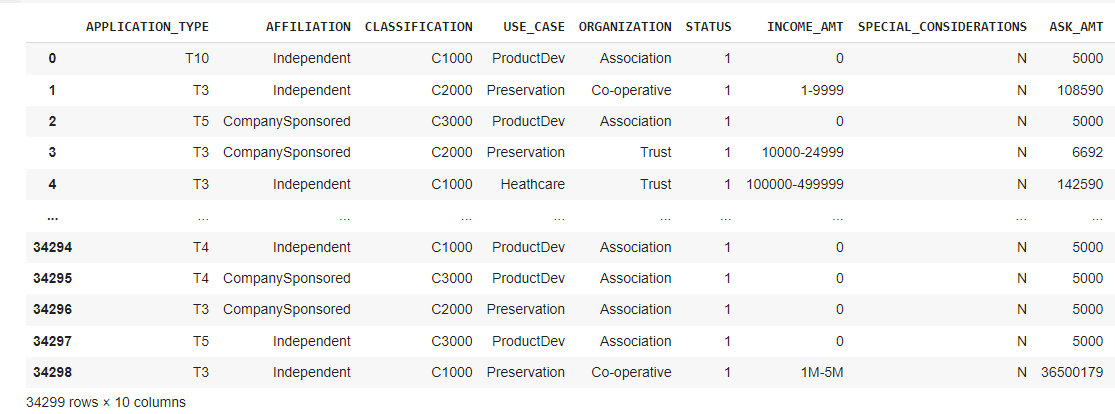 APPLICATION_TYPE AFFILIATION CLASSIFICATION USE_CASE ORGANIZATION STATUS INCOME_AMT SPECIAL_CONSIDERATIONS ASK_AMT
0 T10 Independent C1000 ProductDev Association 1 0 N 5000
1 T3 Independent C2000 Preservation Co-operative 1 1-9999 N 108590
2 T5 CompanySponsored C3000 ProductDev Association 1 0 N 5000
3 T3 CompanySponsored C2000 Preservation Trust 1 10000-24999 N 6692
4 T3 Independent C1000 Heathcare Trust 1 100000-499999 N 142590
... ... ... ... ... ... ... ... ... ...
34294 T4 Independent C1000 ProductDev Association 1 0 N 5000
34295 T4 CompanySponsored C3000 ProductDev Association 1 0 N 5000
34296 T3 CompanySponsored C2000 Preservation Association 1 0 N 5000
34297 T5 Independent C3000 ProductDev Association 1 0 N 5000
34298 T3 Independent C1000 Preservation Co-operative 1 1M-5M N 36500179
34299 rows × 10 columns